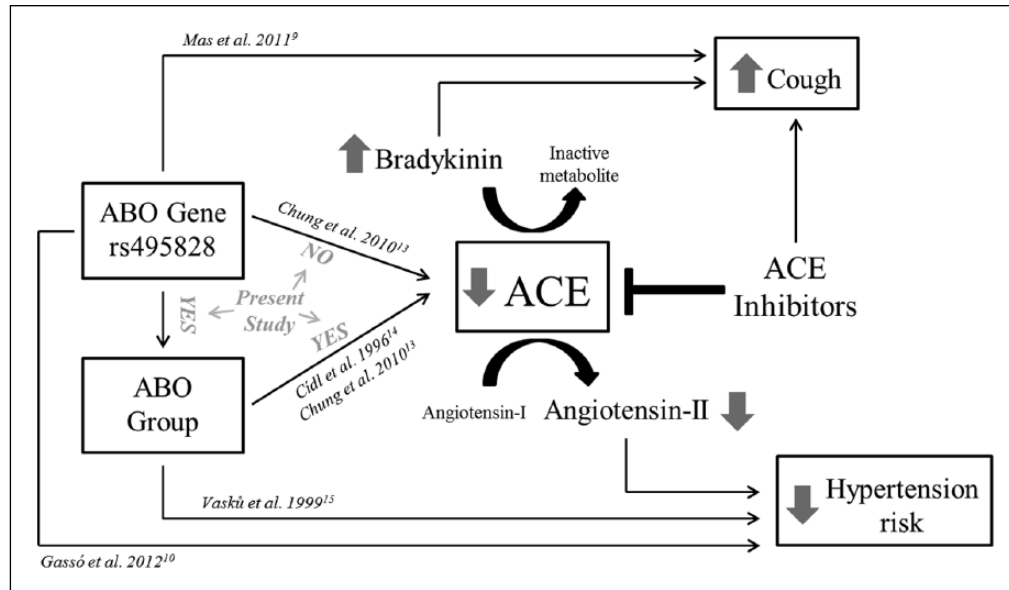 Mas et al. 2011⁹
Cough
Bradykinin
Inactive
metabolite
ABO Gene
rs495828
Chung et al. 2010¹³
NO
Present
Study
YES
YES
ACE
ACE
Inhibitors
Cídl et al. 1996¹⁴
Chung et al. 2010¹³
ABO
Group
Angiotensin-I
Angiotensin-II
Vasků et al. 1999¹⁵
Hypertension
risk
Gassó et al. 2012¹⁰